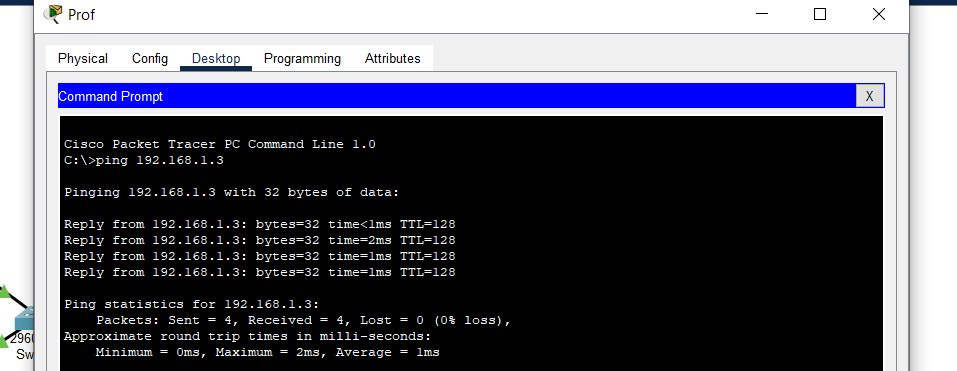 Prof
Physical Config Desktop Programming Attributes
Command Prompt X
Cisco Packet Tracer PC Command Line 1.0
C:\>ping 192.168.1.3
Pinging 192.168.1.3 with 32 bytes of data:
Reply from 192.168.1.3: bytes=32 time<1ms TTL=128
Reply from 192.168.1.3: bytes=32 time=2ms TTL=128
Reply from 192.168.1.3: bytes=32 time=1ms TTL=128
Reply from 192.168.1.3: bytes=32 time=1ms TTL=128
Ping statistics for 192.168.1.3:
Packets: Sent = 4, Received = 4, Lost = 0 (0% loss),
Approximate round trip times in milli-seconds:
Minimum = 0ms, Maximum = 2ms, Average = 1ms
296
Sw